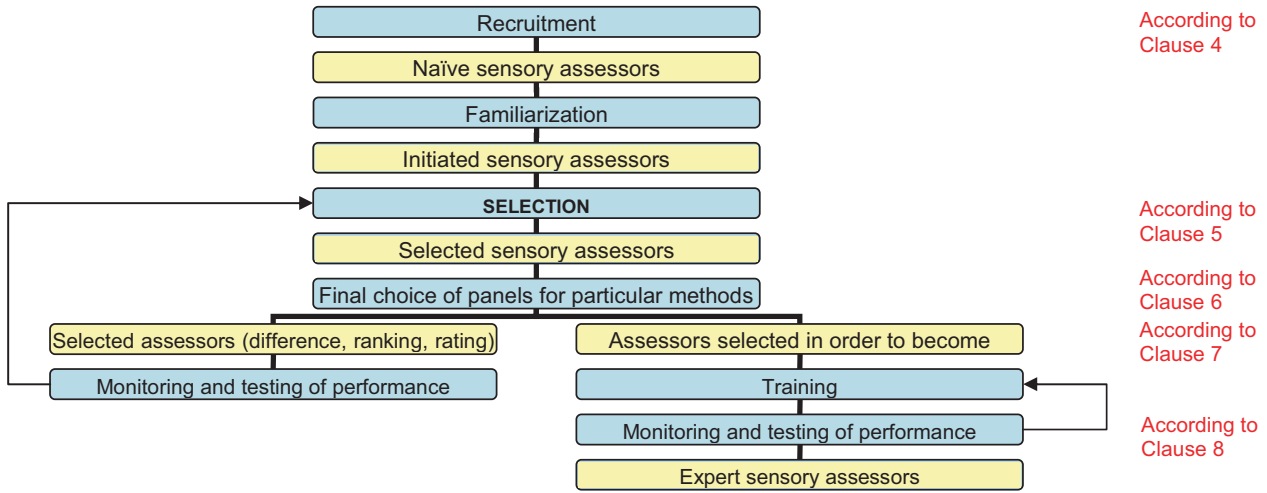 Recruitment
According to
Clause 4
Naïve sensory assessors
Familiarization
Initiated sensory assessors
SELECTION
According to
Clause 5
Selected sensory assessors
Final choice of panels for particular methods
According to
Clause 6
Selected assessors (difference, ranking, rating)
Assessors selected in order to become
According to
Clause 7
Monitoring and testing of performance
Training
Monitoring and testing of performance
According to
Clause 8
Expert sensory assessors